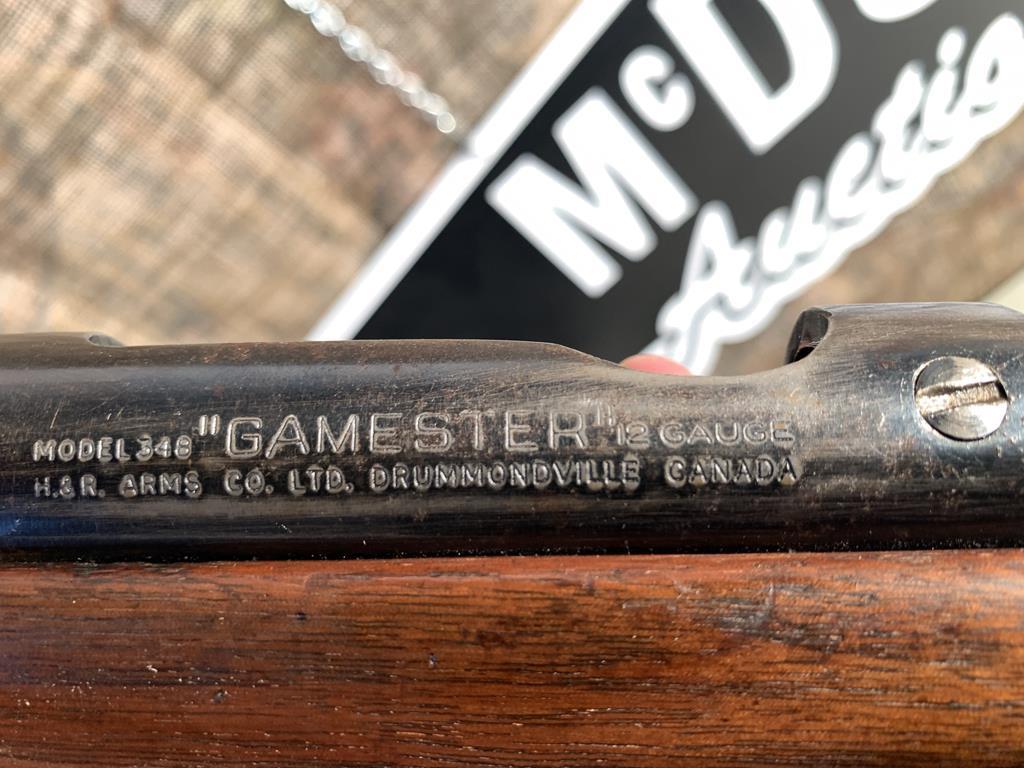 McD
Auctio
MODEL 348 "GAMESTER" 12 GAUGE
H.&R. ARMS CO. LTD. DRUMMONDVILLE CANADA